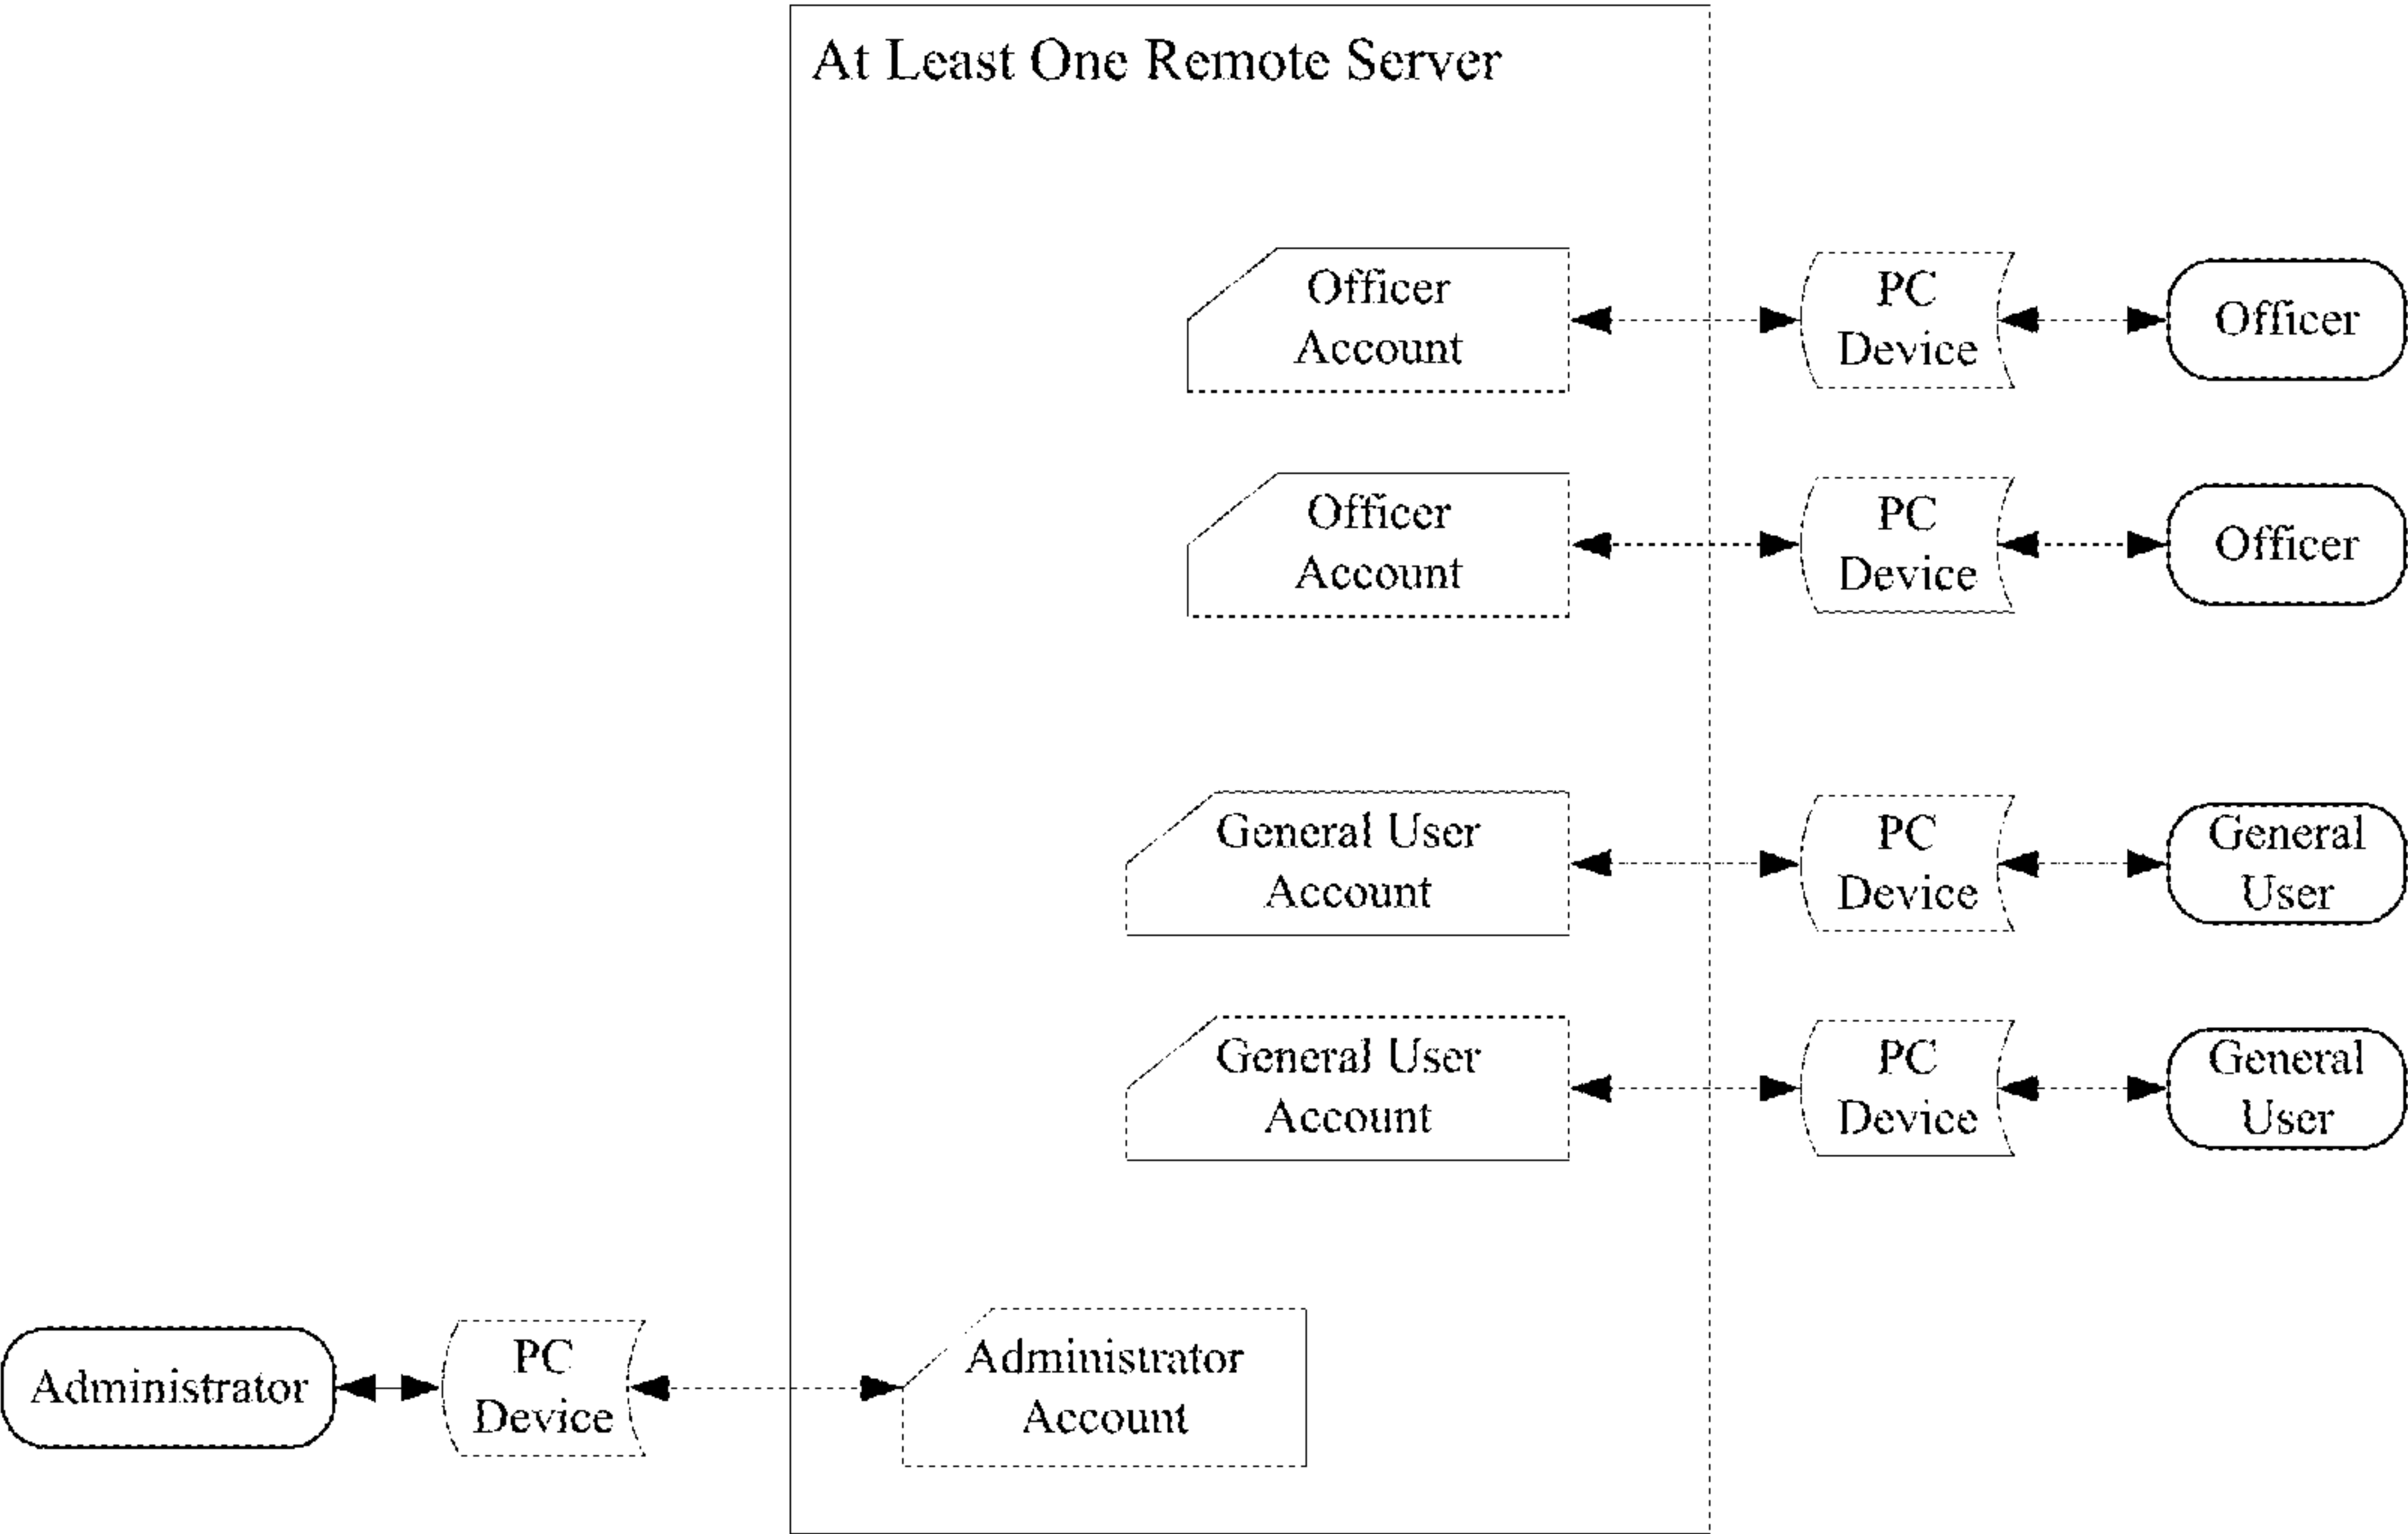 At Least One Remote Server
Officer
Account
PC
Device
Officer
Officer
Account
PC
Device
Officer
General User
Account
PC
Device
General
User
General User
Account
PC
Device
General
User
Administrator
PC
Device
Administrator
Account